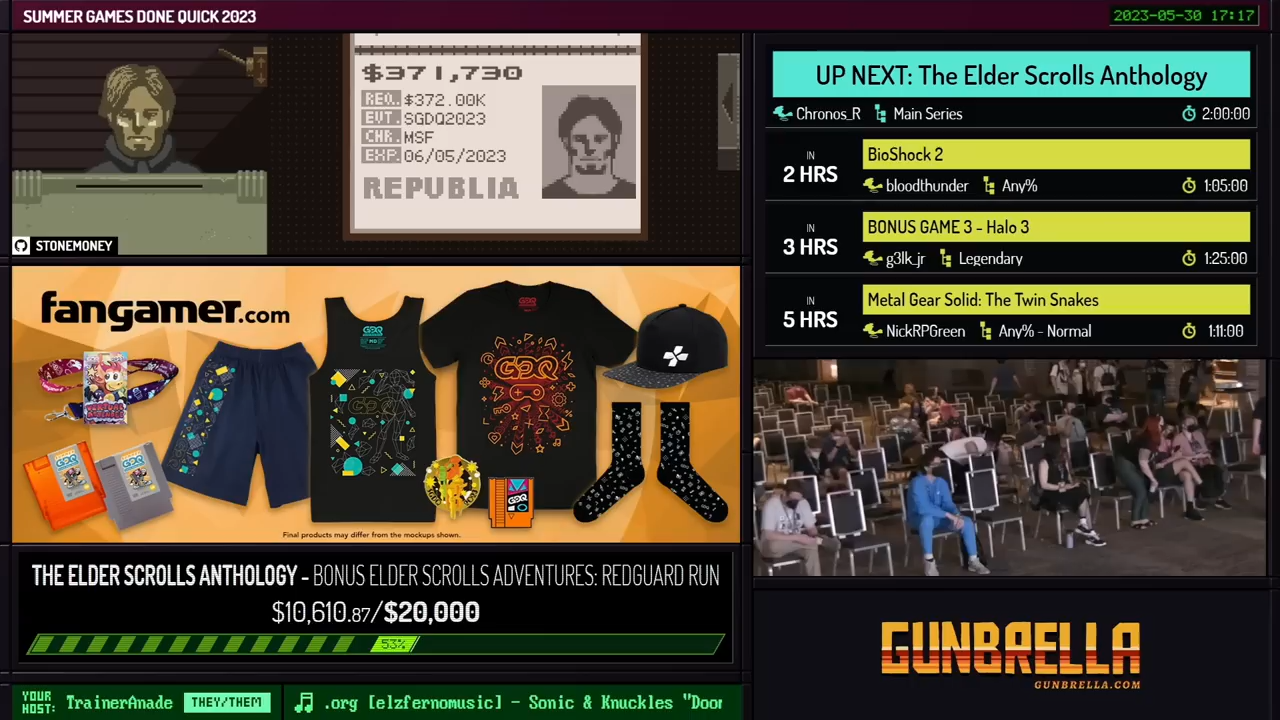 SUMMER GAMES DONE QUICK 2023
2023-05-30 17:17
$371,730
REQ. $372.00K
EVT. SGDQ2023
CHR. MSF
EXP. 06/05/2023
REPUBLIA
STONEMONEY
UP NEXT: The Elder Scrolls Anthology
Chronos_R Main Series 2:00:00
IN
2 HRS
BioShock 2
bloodthunder Any% 1:05:00
IN
3 HRS
BONUS GAME 3 - Halo 3
g3lk_jr Legendary 1:25:00
IN
5 HRS
Metal Gear Solid: The Twin Snakes
NickRPGreen Any% - Normal 1:11:00
fangamer.com
GDQ
GDQ
GDQ
Final products may differ from the mockups shown.
THE ELDER SCROLLS ANTHOLOGY - BONUS ELDER SCROLLS ADVENTURES: REDGUARD RUN
$10,610.87/$20,000
53%
GUNBRELLA
GUNBRELLA.COM
YOUR HOST: TrainerAnade THEY/THEM
.org [elzfernomusic] - Sonic & Knuckles "Door